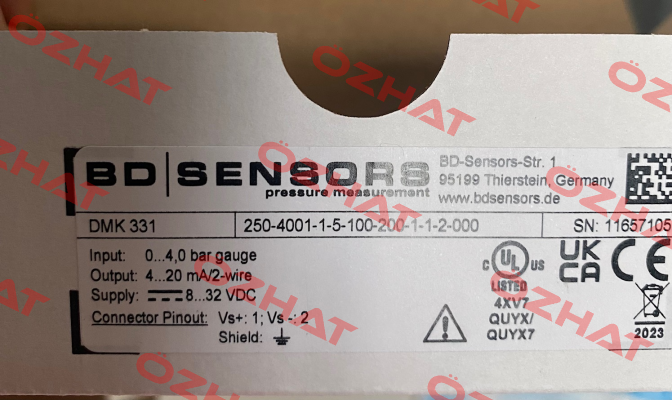 BD|SENSORS
pressure measurement
BD-Sensors-Str. 1
95199 Thierstein, Germany
www.bdsensors.de
DMK 331 250-4001-1-5-100-200-1-1-2-000 SN: 11657105
Input: 0...4,0 bar gauge
Output: 4...20 mA/2-wire
Supply: 8...32 VDC
Connector Pinout: Vs+: 1; Vs -: 2
Shield:
C UL US
LISTED
4XV7
QUYX/
QUYX7
UK
CA
CE
2023
OZHAT
OZHAT
OZHAT
OZHAT
OZHAT
OZHAT